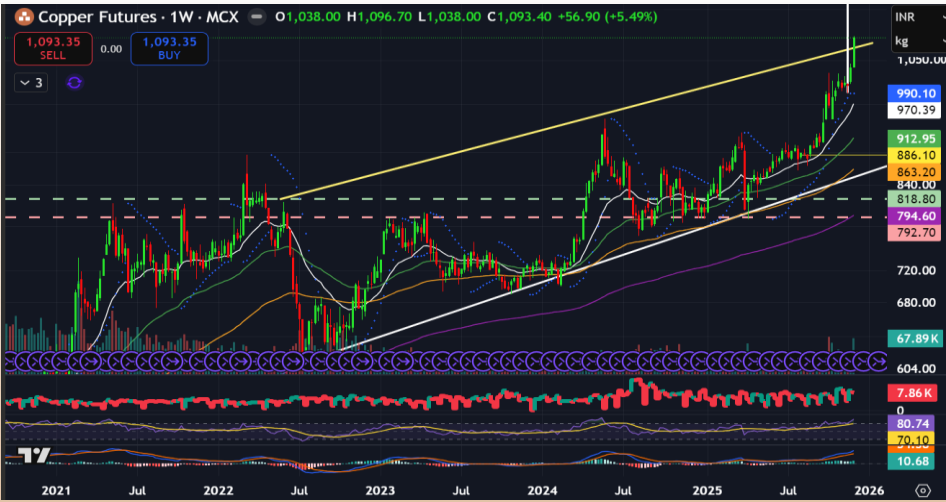 Copper Futures · 1W · MCX O1,038.00 H1,096.70 L1,038.00 C1,093.40 +56.90 (+5.49%)
INR
kg
1,093.35
SELL
0.00
1,093.35
BUY
3
1,050.00
990.10
970.39
912.95
886.10
863.20
840.00
818.80
794.60
792.70
720.00
680.00
67.89 K
604.00
7.86 K
0
80.74
70.10
10.68
2021 Jul 2022 Jul 2023 Jul 2024 Jul 2025 Jul 2026